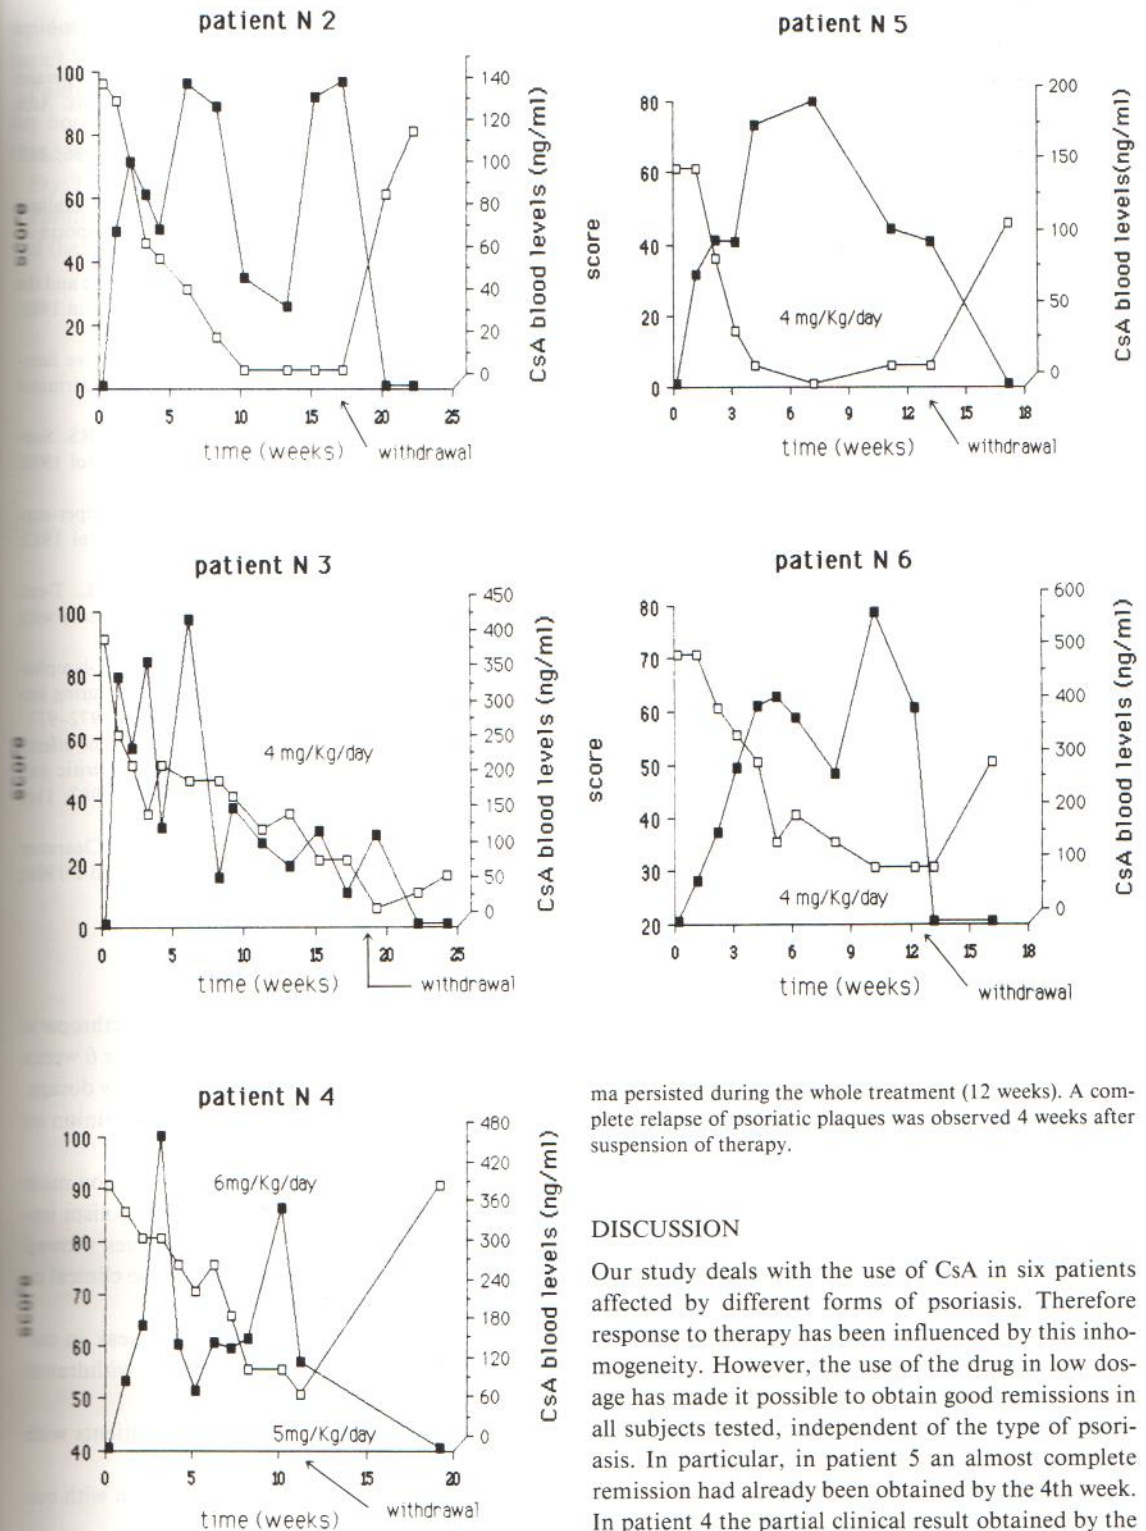 patient N 2
100
80
60
40
20
0
score
140
120
100
80
60
40
20
0
CsA blood levels (ng/ml)
0 5 10 15 20 25
time (weeks)
withdrawal
patient N 5
80
60
40
20
0
score
200
150
100
50
0
CsA blood levels(ng/ml)
4 mg/Kg/day
0 3 6 9 12 15 18
time (weeks)
withdrawal
patient N 3
100
80
60
40
20
0
score
450
400
350
300
250
200
150
100
50
0
CsA blood levels (ng/ml)
4 mg/Kg/day
0 5 10 15 20 25
time (weeks)
withdrawal
patient N 6
80
70
60
50
40
30
20
score
600
500
400
300
200
100
0
CsA blood levels (ng/ml)
4 mg/Kg/day
0 3 6 9 12 15 18
time (weeks)
withdrawal
patient N 4
100
90
80
70
60
50
40
score
480
420
360
300
240
180
120
60
0
CsA blood levels (ng/ml)
6mg/Kg/day
5mg/Kg/day
0 5 10 15 20
time (weeks)
withdrawal
ma persisted during the whole treatment (12 weeks). A com-
plete relapse of psoriatic plaques was observed 4 weeks after
suspension of therapy.
DISCUSSION
Our study deals with the use of CsA in six patients
affected by different forms of psoriasis. Therefore
response to therapy has been influenced by this inho-
mogeneity. However, the use of the drug in low dos-
age has made it possible to obtain good remissions in
all subjects tested, independent of the type of psori-
asis. In particular, in patient 5 an almost complete
remission had already been obtained by the 4th week.
In patient 4 the partial clinical result obtained by the